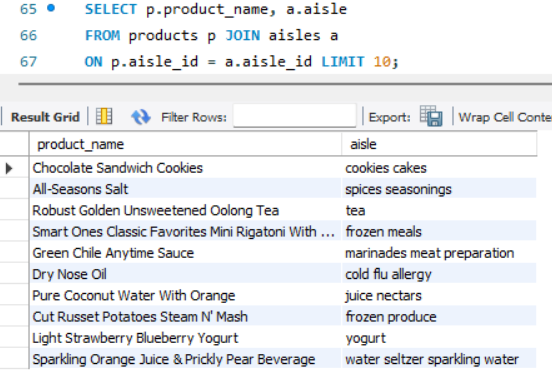 65 SELECT p.product_name, a.aisle
66 FROM products p JOIN aisles a
67 ON p.aisle_id = a.aisle_id LIMIT 10;
Result Grid Filter Rows: Export: Wrap Cell Conte
product_name aisle
Chocolate Sandwich Cookies cookies cakes
All-Seasons Salt spices seasonings
Robust Golden Unsweetened Oolong Tea tea
Smart Ones Classic Favorites Mini Rigatoni With ... frozen meals
Green Chile Anytime Sauce marinades meat preparation
Dry Nose Oil cold flu allergy
Pure Coconut Water With Orange juice nectars
Cut Russet Potatoes Steam N' Mash frozen produce
Light Strawberry Blueberry Yogurt yogurt
Sparkling Orange Juice & Prickly Pear Beverage water seltzer sparkling water